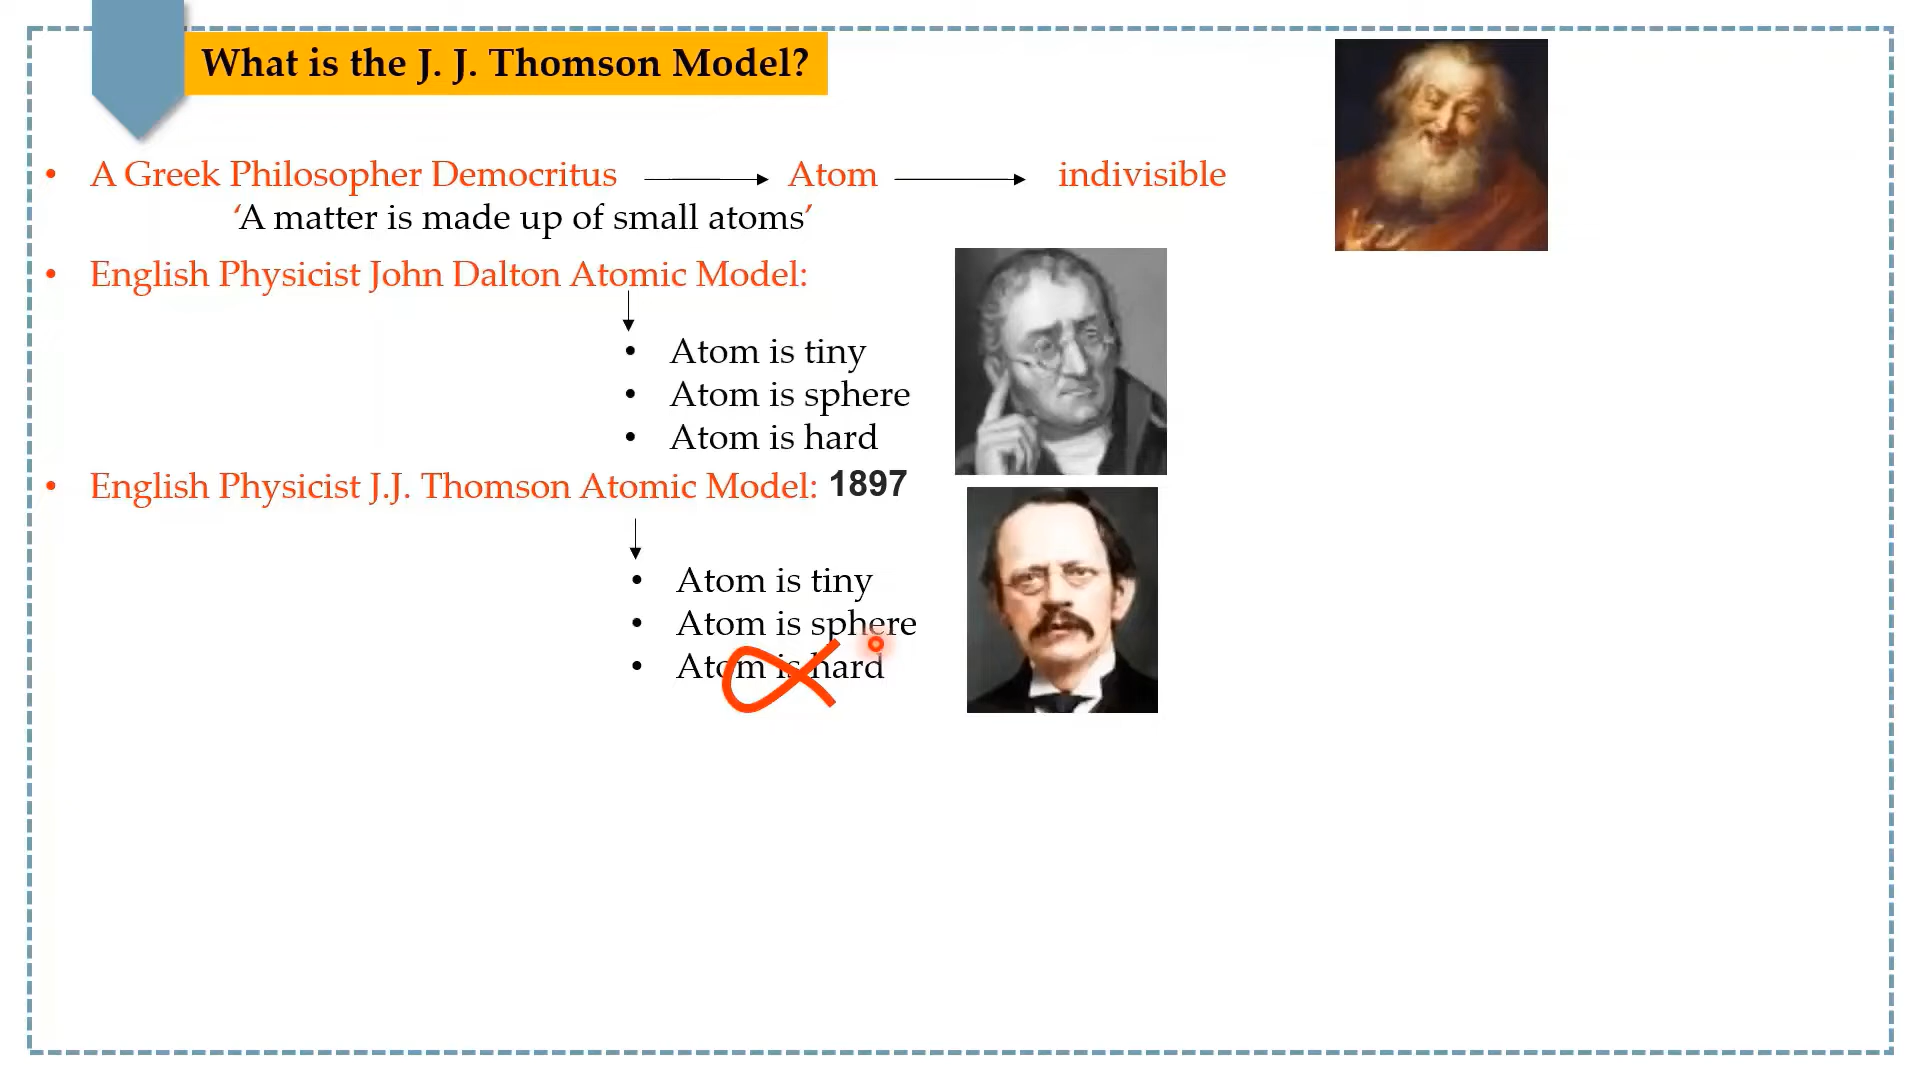 What is the J. J. Thomson Model?
• A Greek Philosopher Democritus Atom indivisible
‘A matter is made up of small atoms’
• English Physicist John Dalton Atomic Model:
• Atom is tiny
• Atom is sphere
• Atom is hard
• English Physicist J.J. Thomson Atomic Model: 1897
• Atom is tiny
• Atom is sphere
• Atom is hard